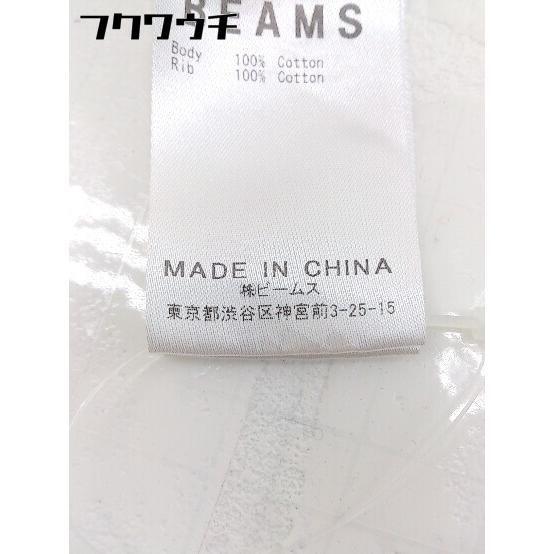 フクワウチ
BEAMS
Body 100% Cotton
Rib 100% Cotton
MADE IN CHINA
㈱ビームス
東京都渋谷区神宮前3-25-15